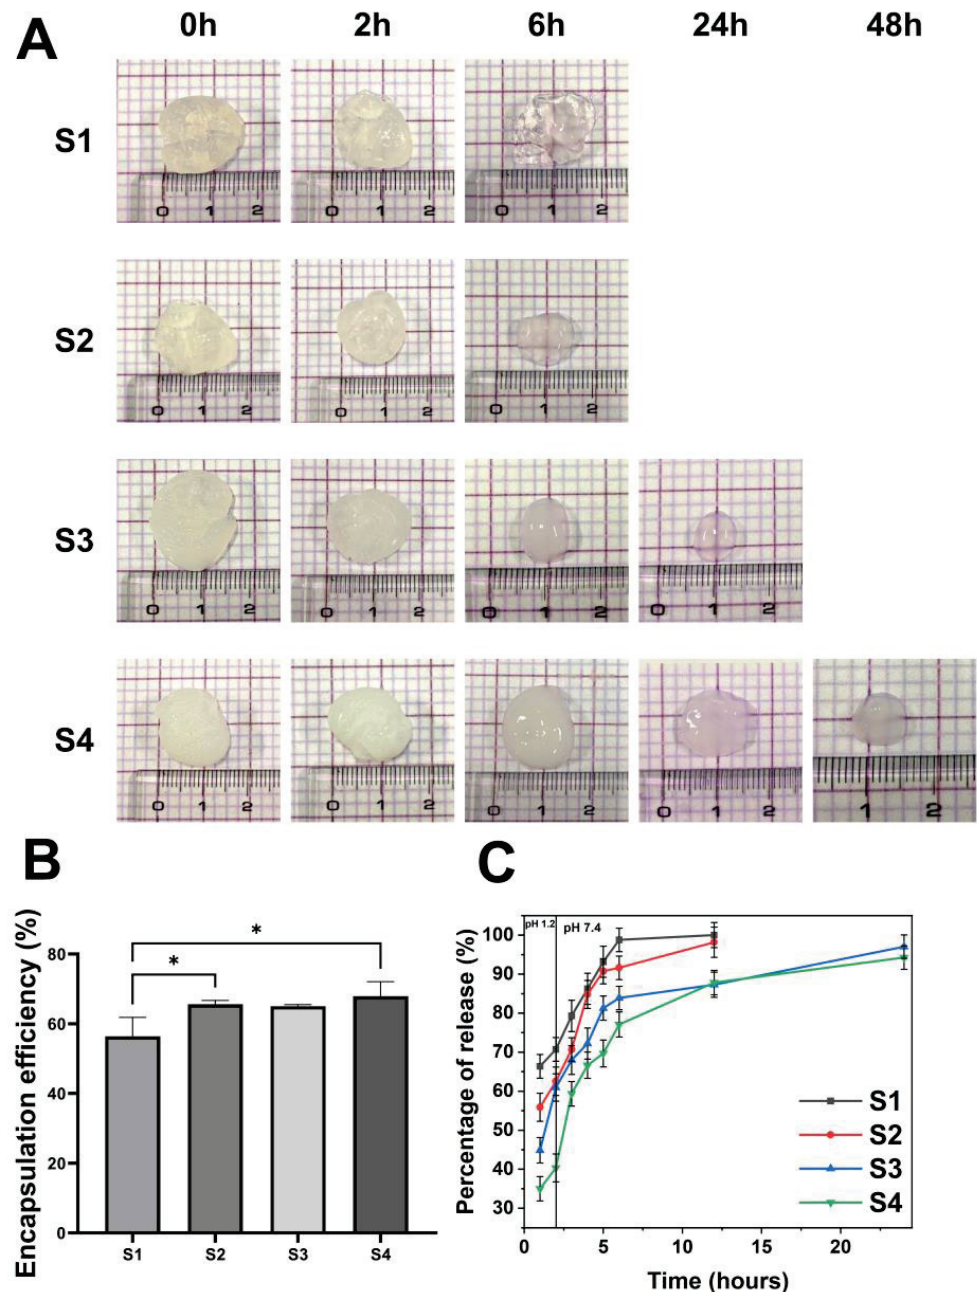 A
0h 2h 6h 24h 48h
S1
0 1 2
0 1 2
0 1 2
S2
0 1 2
0 1 2
0 1 2
S3
0 1 2
0 1 2
0 1 2
0 1 2
S4
0 1 2
0 1 2
0 1 2
0 1 2
1 2
B
Encapsulation efficiency (%)
80
60
40
20
0
* *
S1 S2 S3 S4
C
Percentage of release (%)
pH 1.2 pH 7.4
100
90
80
70
60
50
40
30
S1
S2
S3
S4
0 5 10 15 20
Time (hours)